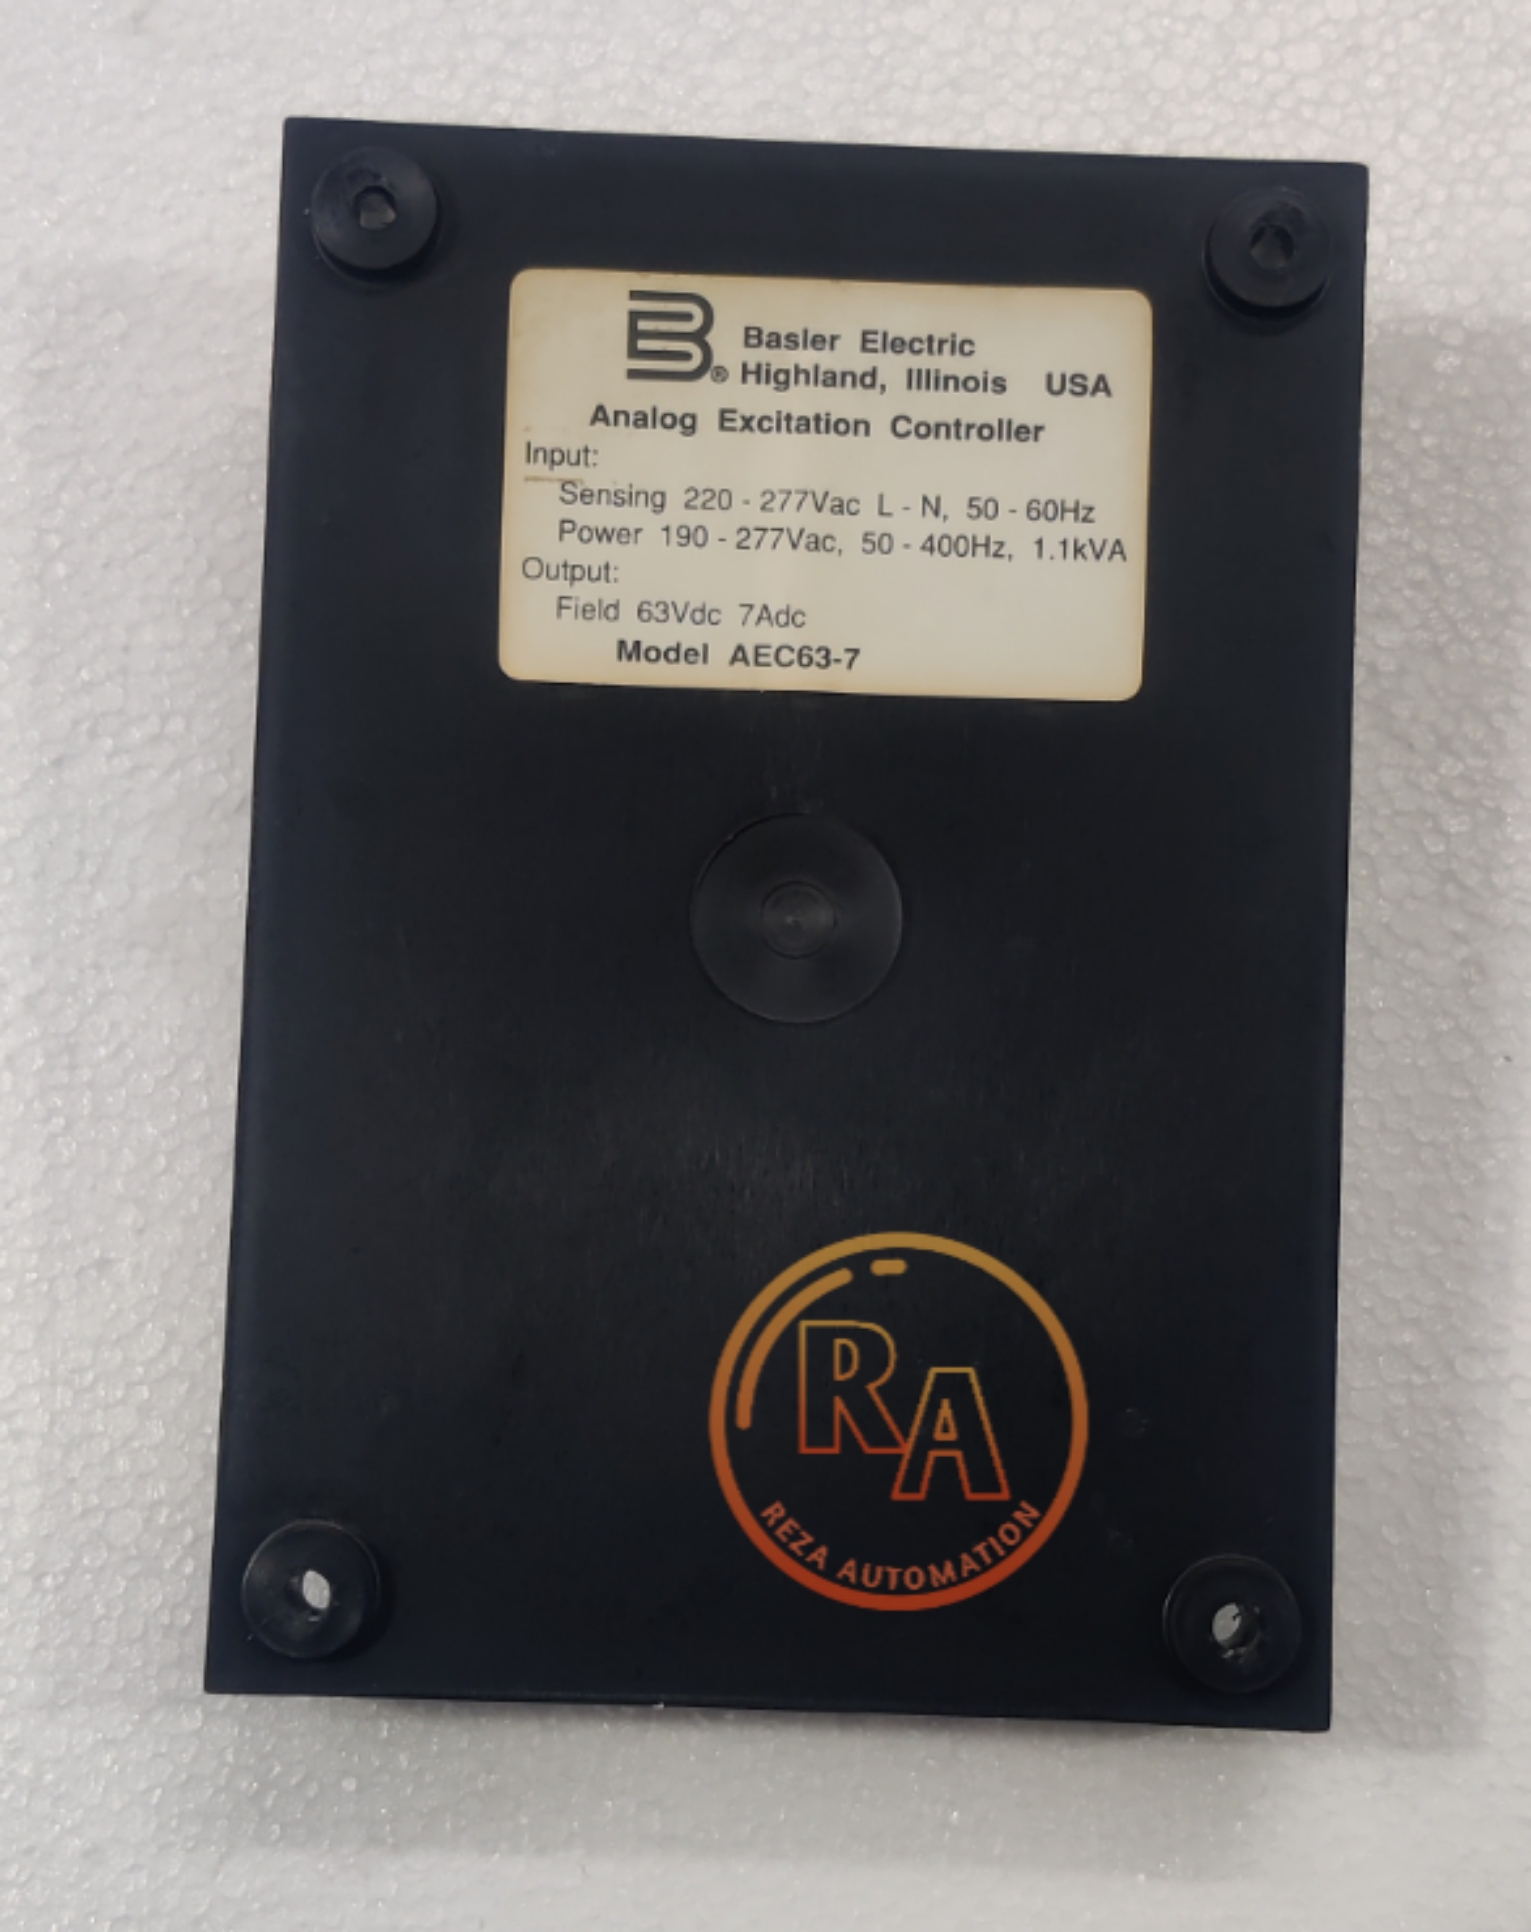 B® Basler Electric
Highland, Illinois USA
Analog Excitation Controller
Input:
Sensing 220 - 277Vac L - N, 50 - 60Hz
Power 190 - 277Vac, 50 - 400Hz, 1.1kVA
Output:
Field 63Vdc 7Adc
Model AEC63-7
RA
REZA AUTOMATION